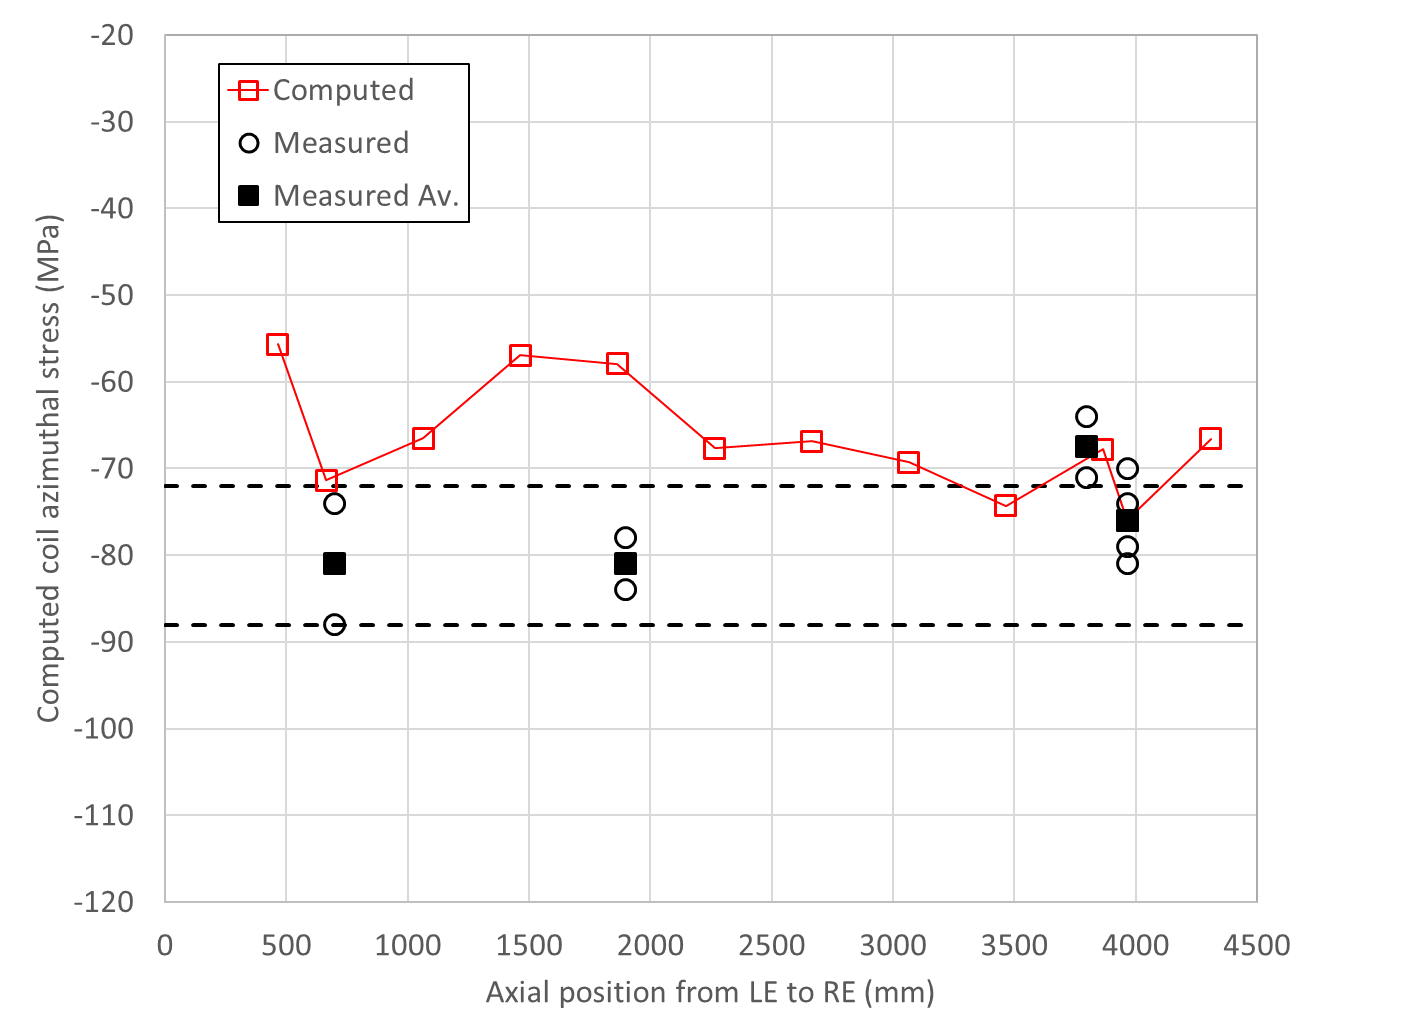 -20
-30
-40
-50
-60
-70
-80
-90
-100
-110
-120
Computed coil azimuthal stress (MPa)
Computed
Measured
Measured Av.
0 500 1000 1500 2000 2500 3000 3500 4000 4500
Axial position from LE to RE (mm)